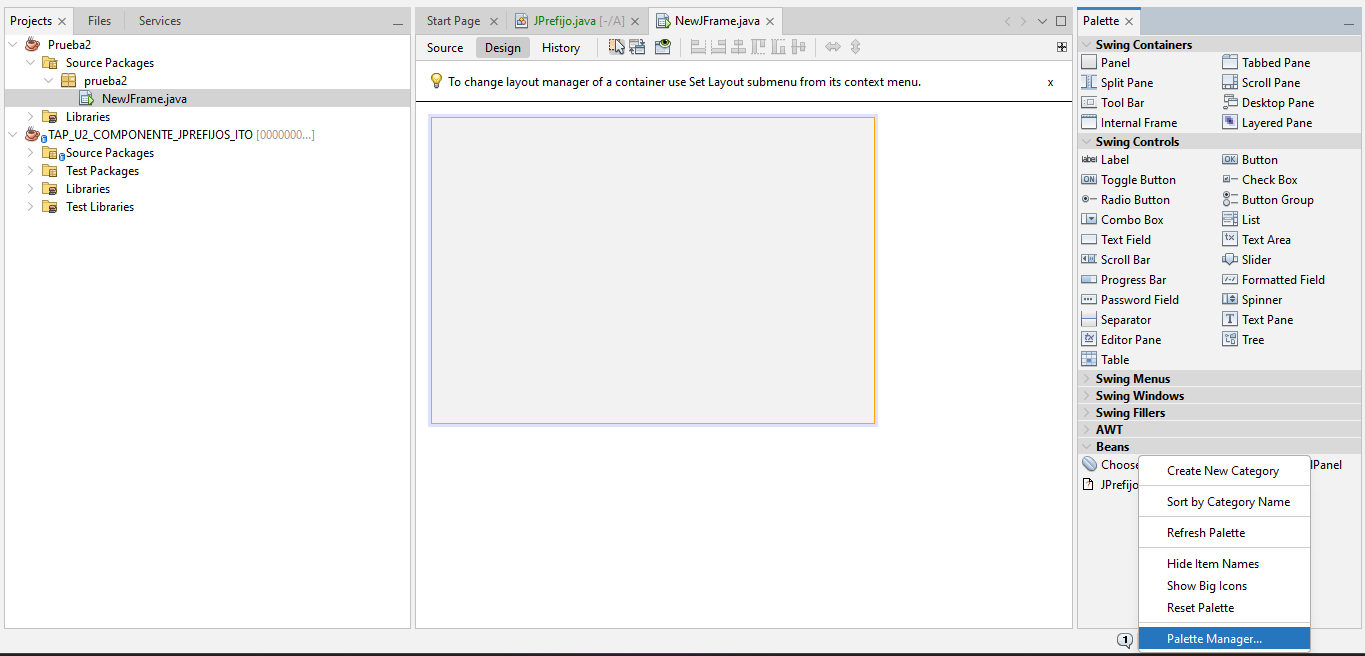 Projects
Files
Services
Prueba2
Source Packages
prueba2
NewJFrame.java
Libraries
TAP_U2_COMPONENTE_JPREFIJOS_ITO [0000000...]
Source Packages
Test Packages
Libraries
Test Libraries
Start Page
JPrefijo.java [-/A]
NewJFrame.java
Source
Design
History
To change layout manager of a container use Set Layout submenu from its context menu.
x
Palette
Swing Containers
Panel
Tabbed Pane
Split Pane
Scroll Pane
Tool Bar
Desktop Pane
Internal Frame
Layered Pane
Swing Controls
label Label
OK Button
ON Toggle Button
Check Box
Radio Button
Button Group
Combo Box
List
Text Field
Text Area
Scroll Bar
Slider
Progress Bar
Formatted Field
Password Field
Spinner
Separator
T Text Pane
Editor Pane
Tree
Table
Swing Menus
Swing Windows
Swing Fillers
AWT
Beans
Choose
lPanel
JPrefijo
Create New Category
Sort by Category Name
Refresh Palette
Hide Item Names
Show Big Icons
Reset Palette
Palette Manager...
1